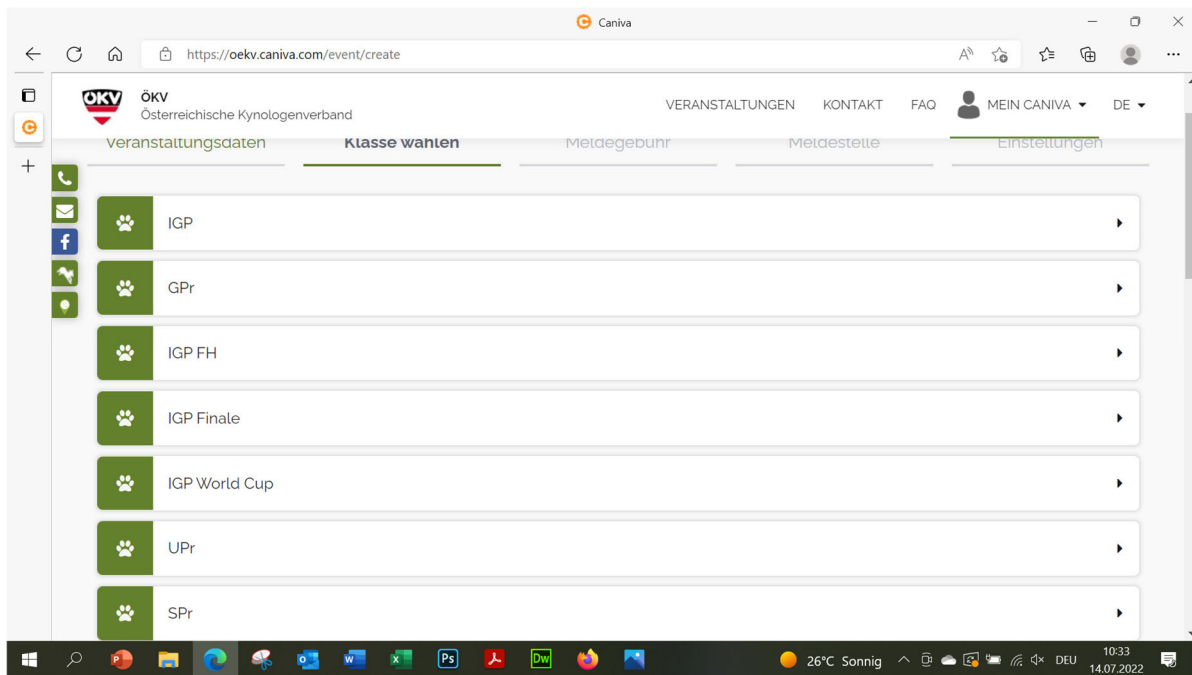 Caniva
https://oekv.caniva.com/event/create
ÖKV
ÖKV
Österreichische Kynologenverband
VERANSTALTUNGEN KONTAKT FAQ MEIN CANIVA DE
Veranstaltungsdaten Klasse wählen Meldegebühr Meldestelle Einstellungen
IGP
GPr
IGP FH
IGP Finale
IGP World Cup
UPr
SPr
26°C Sonnig DEU 10:33
14.07.2022